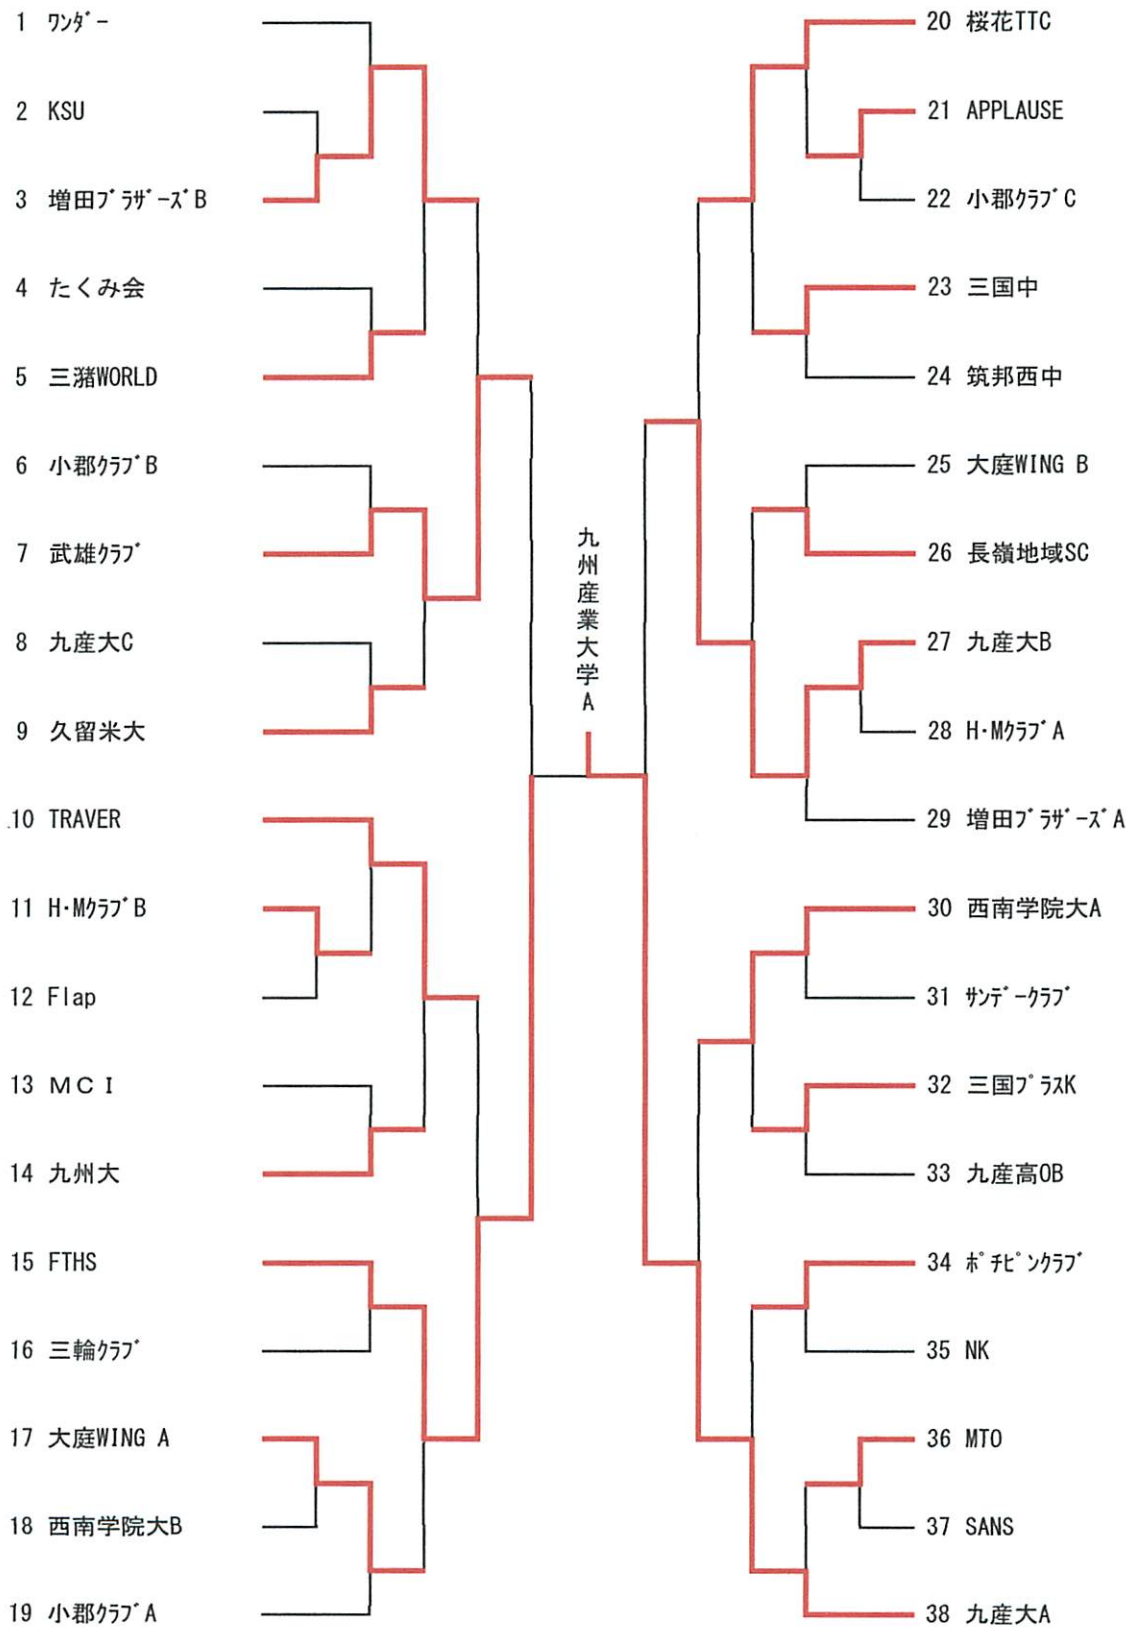 1 ﾜﾝﾀﾞｰ
2 KSU
3 増田ﾌﾞﾗｻﾞｰｽﾞB
4 たくみ会
5 三潴WORLD
6 小郡ｸﾗﾌﾞB
7 武雄ｸﾗﾌﾞ
8 九産大C
9 久留米大
10 TRAVER
11 H･MｸﾗﾌﾞB
12 Flap
13 ＭＣＩ
14 九州大
15 FTHS
16 三輪ｸﾗﾌﾞ
17 大庭WING A
18 西南学院大B
19 小郡ｸﾗﾌﾞA
九州産業大学A
20 桜花TTC
21 APPLAUSE
22 小郡ｸﾗﾌﾞC
23 三国中
24 筑邦西中
25 大庭WING B
26 長嶺地域SC
27 九産大B
28 H･MｸﾗﾌﾞA
29 増田ﾌﾞﾗｻﾞｰｽﾞA
30 西南学院大A
31 ｻﾝﾃﾞｰｸﾗﾌﾞ
32 三国ﾌﾟﾗｽK
33 九産高OB
34 ﾎﾟﾁﾋﾟﾝｸﾗﾌﾞ
35 NK
36 MTO
37 SANS
38 九産大A